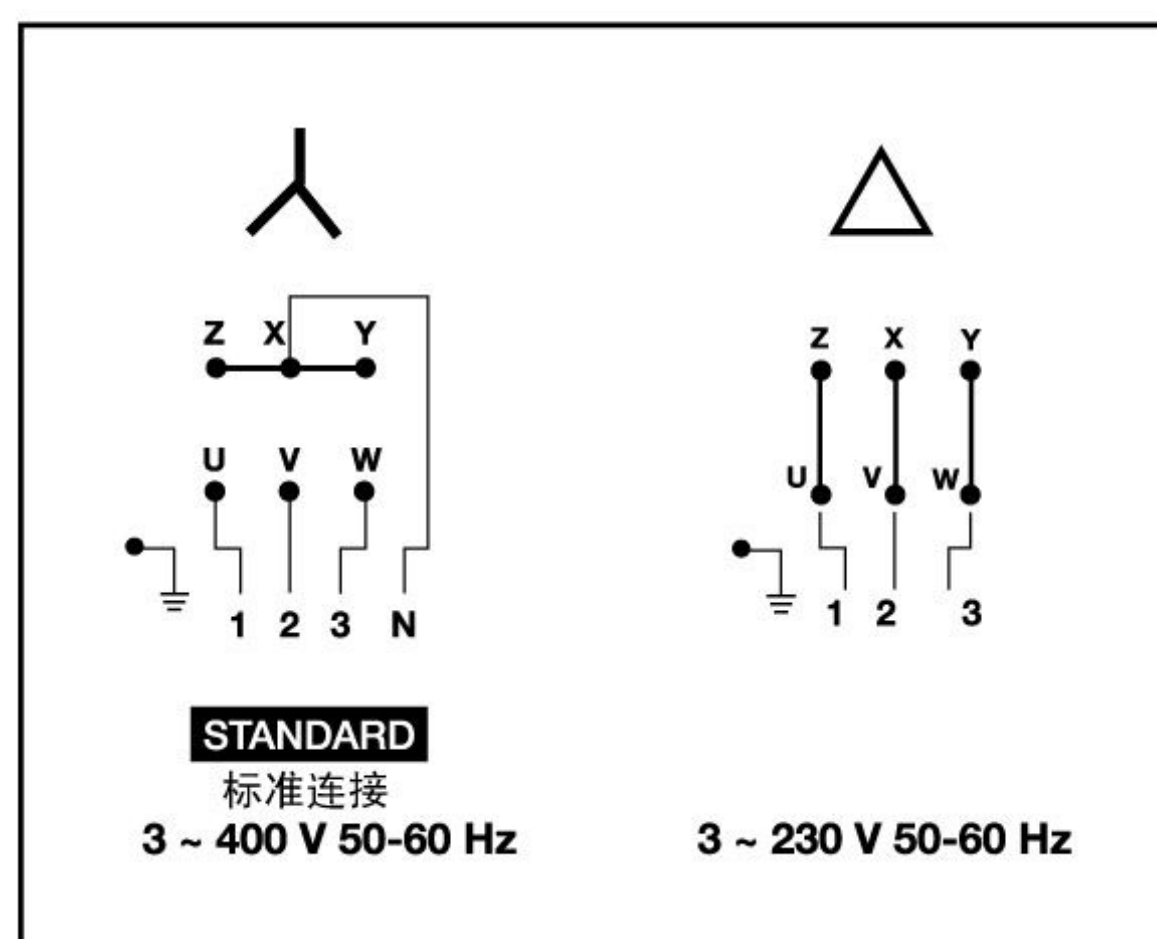 Z X Y
U V W
1 2 3 N
STANDARD
标准连接
3 ~ 400 V 50-60 Hz
Z X Y
U V W
1 2 3
3 ~ 230 V 50-60 Hz